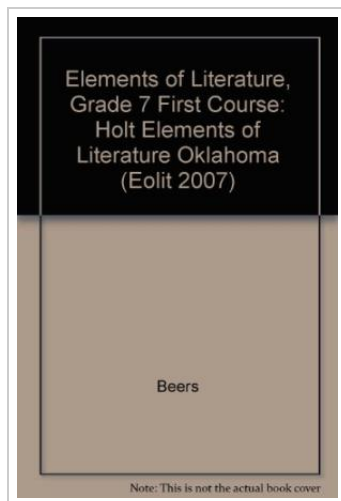 Elements of Literature,
Grade 7 First Course:
Holt Elements of
Literature Oklahoma
(Eolit 2007)
Beers
Note: This is not the actual book cover